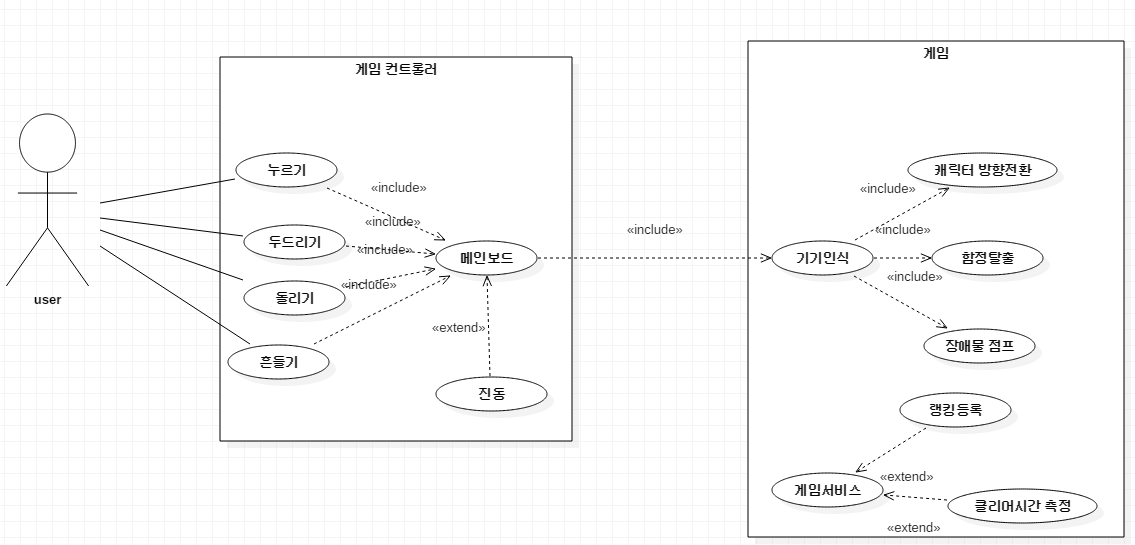 게임 컨트롤러
게임
user
누르기
두드리기
돌리기
흔들기
메인보드
진동
«include»
«include»
«include»
«include»
«extend»
«include»
기기인식
캐릭터 방향전환
함정탈출
장애물 점프
«include»
«include»
«include»
랭킹등록
게임서비스
클리어시간 측정
«extend»
«extend»